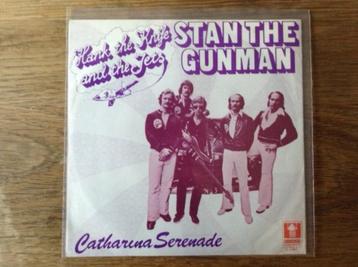 Hank the Knife
and the Jets
STAN THE
GUNMAN
Catharina Serenade